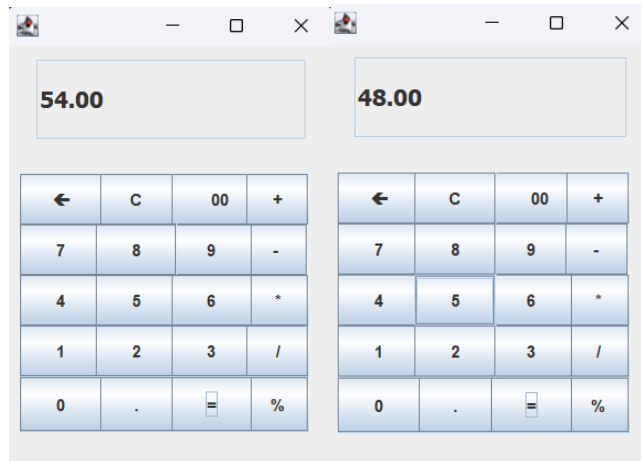 54.00
← C 00 +
7 8 9 -
4 5 6 *
1 2 3 /
0 . = %
48.00
← C 00 +
7 8 9 -
4 5 6 *
1 2 3 /
0 . = %